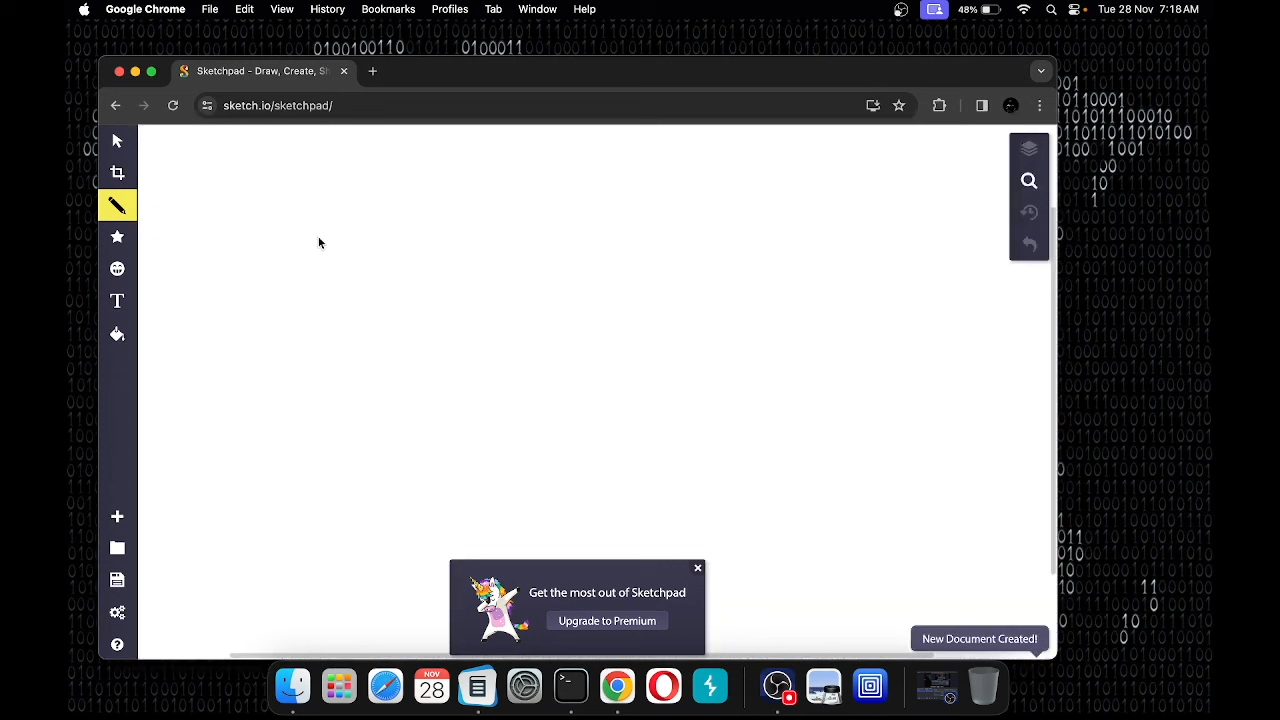 Google Chrome File Edit View History Bookmarks Profiles Tab Window Help 48% Tue 28 Nov 7:18 AM
Sketchpad - Draw, Create, Sh
sketch.io/sketchpad/
T
Get the most out of Sketchpad
Upgrade to Premium
New Document Created!
NOV
28